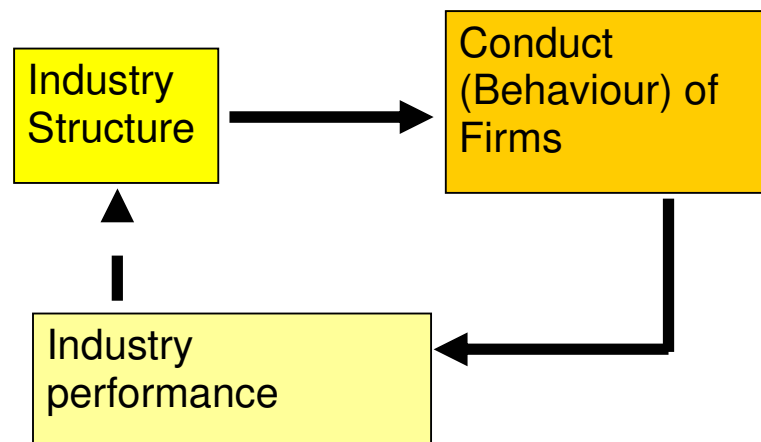 Industry
Structure
Conduct
(Behaviour) of
Firms
Industry
performance